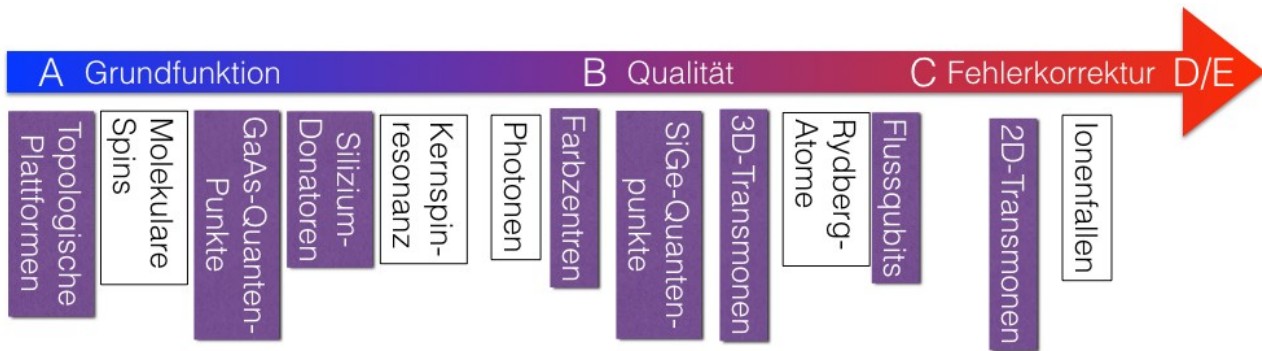 A Grundfunktion
B Qualität
C Fehlerkorrektur D/E
Topologische
Plattformen
Molekulare
Spins
GaAs-Quanten-
Punkte
Silizium-
Donatoren
Kernspin-
resonanz
Photonen
Farbzentren
SiGe-Quanten-
punkte
3D-Transmonen
Rydberg-
Atome
Flussqubits
2D-Transmonen
Ionenfallen